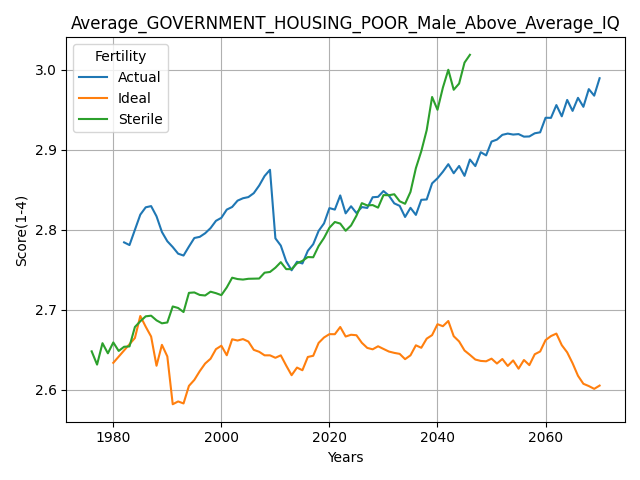 Average_GOVERNMENT_HOUSING_POOR_Male_Above_Average_IQ
Fertility
Actual
Ideal
Sterile
3.0
2.9
2.8
2.7
2.6
Score(1-4)
1980 2000 2020 2040 2060
Years